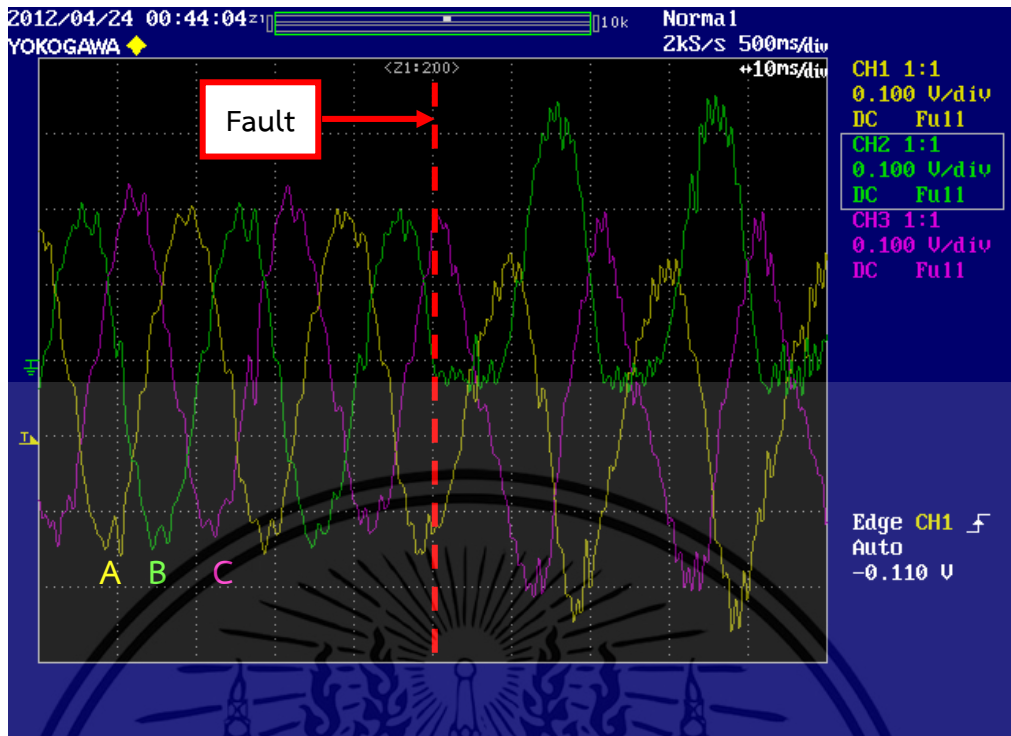 2012/04/24 00:44:04 Z1 10k Normal
YOKOGAWA 2kS/s 500ms/div
<Z1:200> ↔10ms/div
Fault
CH1 1:1
0.100 V/div
DC Full
CH2 1:1
0.100 V/div
DC Full
CH3 1:1
0.100 V/div
DC Full
T
A B C
Edge CH1
Auto
-0.110 V